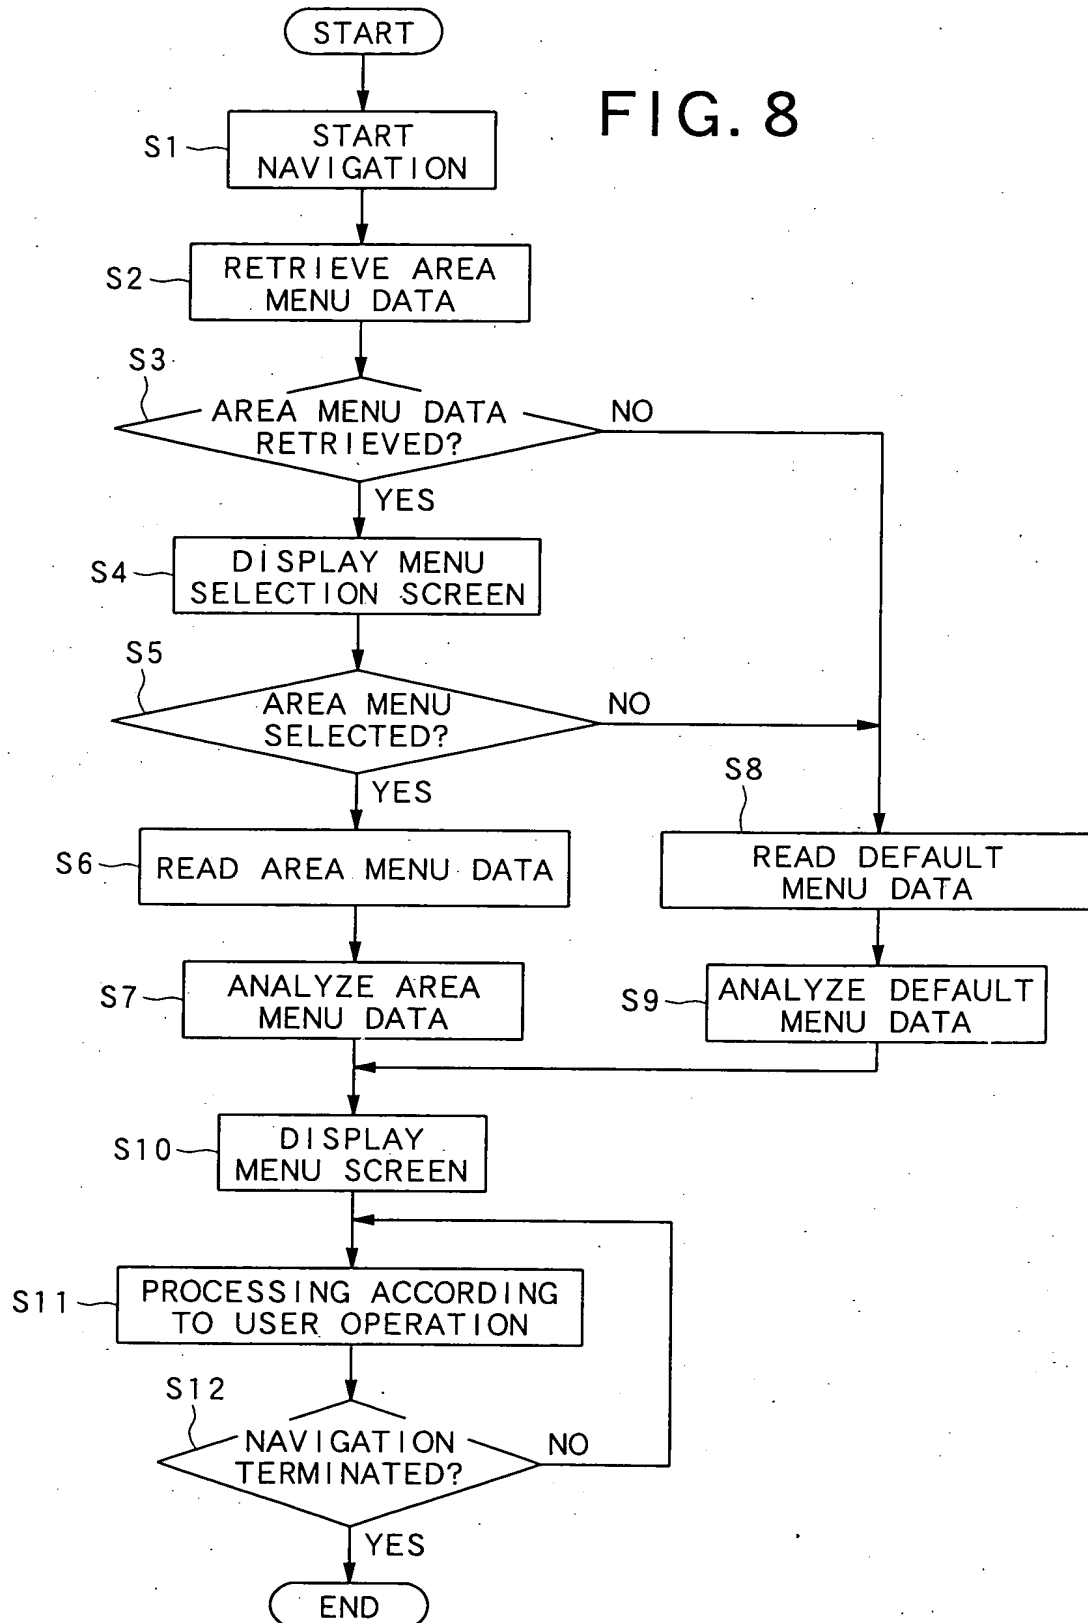 START
FIG. 8
S1
START
NAVIGATION
S2
RETRIEVE AREA
MENU DATA
S3
AREA MENU DATA
RETRIEVED?
NO
YES
S4
DISPLAY MENU
SELECTION SCREEN
S5
AREA MENU
SELECTED?
NO
YES
S6
READ AREA MENU DATA
S8
READ DEFAULT
MENU DATA
S7
ANALYZE AREA
MENU DATA
S9
ANALYZE DEFAULT
MENU DATA
S10
DISPLAY
MENU SCREEN
S11
PROCESSING ACCORDING
TO USER OPERATION
S12
NAVIGATION
TERMINATED?
NO
YES
END